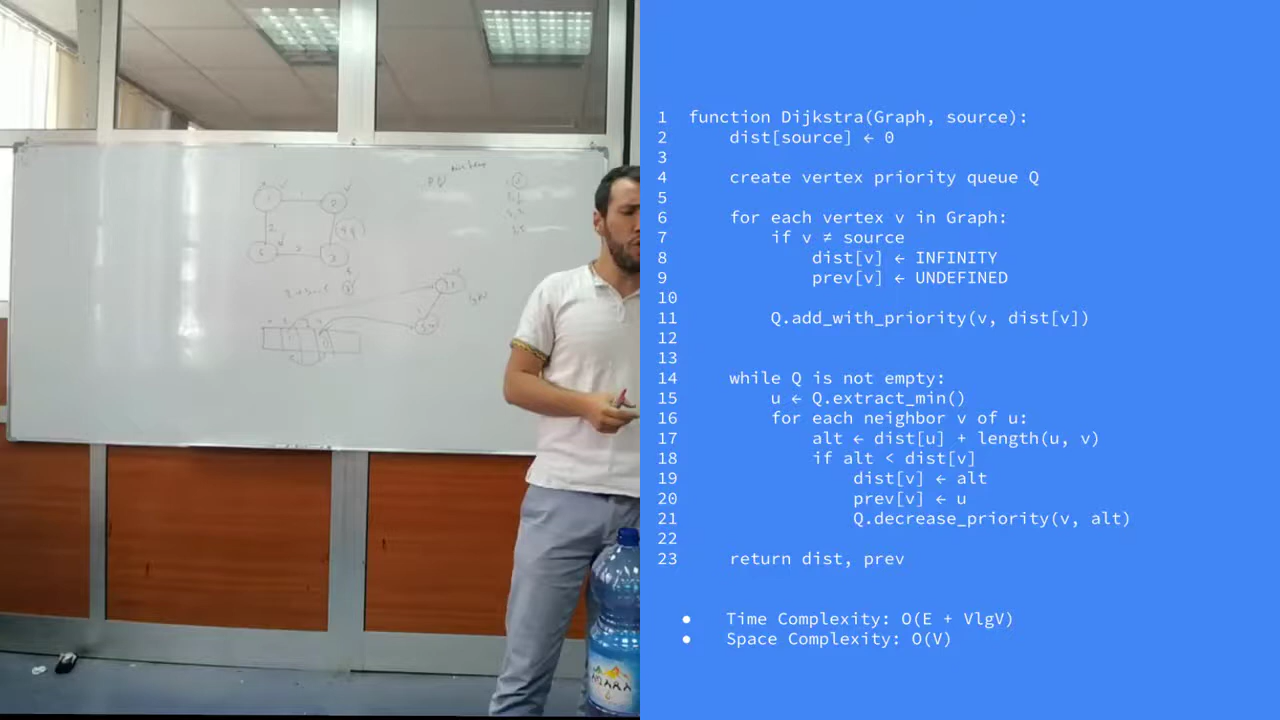 1 function Dijkstra(Graph, source):
2 dist[source] ← 0
3
4 create vertex priority queue Q
5
6 for each vertex v in Graph:
7 if v ≠ source
8 dist[v] ← INFINITY
9 prev[v] ← UNDEFINED
10
11 Q.add_with_priority(v, dist[v])
12
13
14 while Q is not empty:
15 u ← Q.extract_min()
16 for each neighbor v of u:
17 alt ← dist[u] + length(u, v)
18 if alt < dist[v]
19 dist[v] ← alt
20 prev[v] ← u
21 Q.decrease_priority(v, alt)
22
23 return dist, prev
● Time Complexity: O(E + VlgV)
● Space Complexity: O(V)